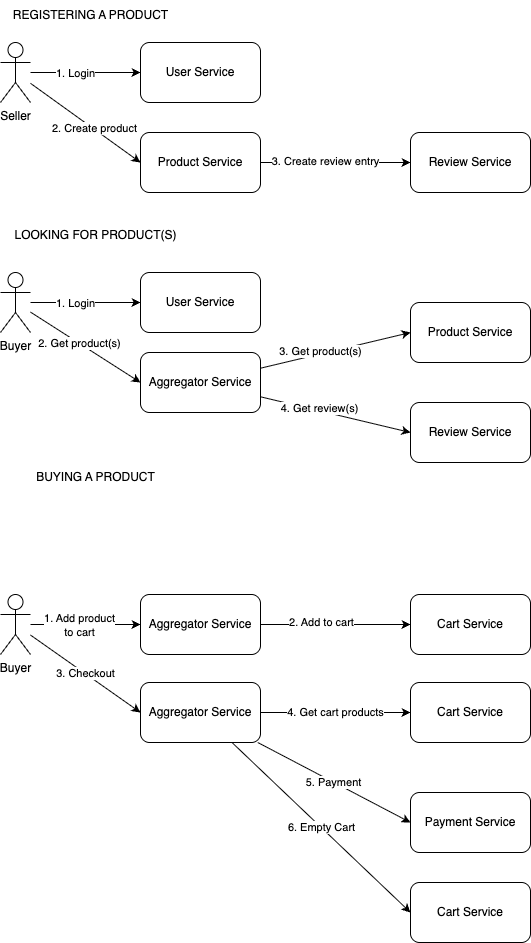 REGISTERING A PRODUCT
1. Login
User Service
Seller
2. Create product
Product Service
3. Create review entry
Review Service
LOOKING FOR PRODUCT(S)
1. Login
User Service
Buyer
2. Get product(s)
Aggregator Service
3. Get product(s)
Product Service
4. Get review(s)
Review Service
BUYING A PRODUCT
1. Add product
to cart
Aggregator Service
2. Add to cart
Cart Service
Buyer
3. Checkout
Aggregator Service
4. Get cart products
Cart Service
5. Payment
Payment Service
6. Empty Cart
Cart Service